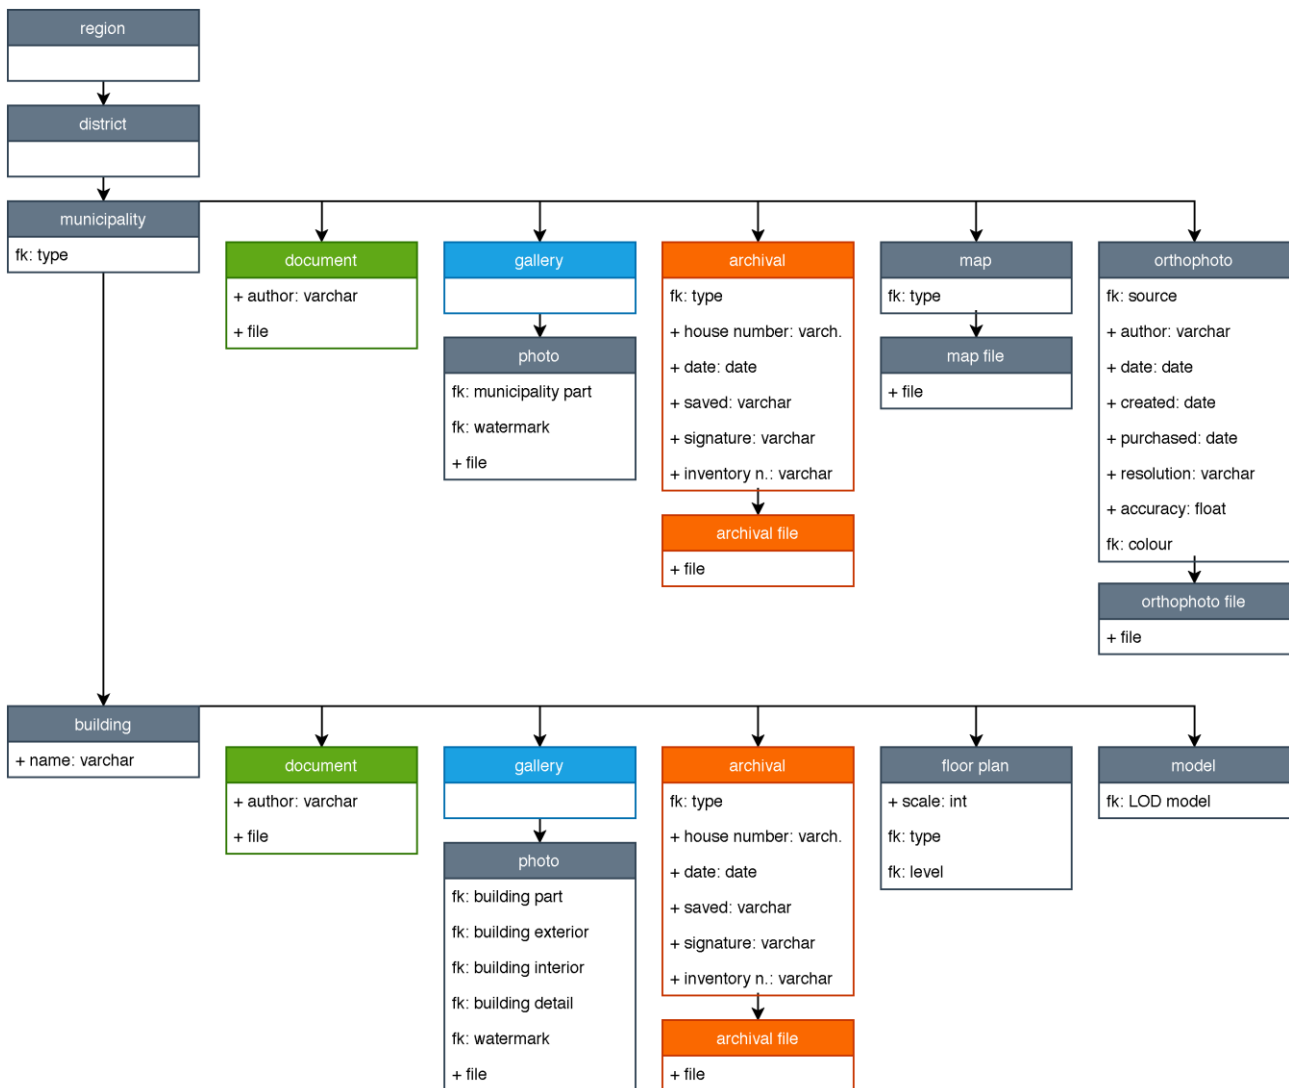 region
district
municipality
fk: type
document
+ author: varchar
+ file
gallery
photo
fk: municipality part
fk: watermark
+ file
archival
fk: type
+ house number: varch.
+ date: date
+ saved: varchar
+ signature: varchar
+ inventory n.: varchar
archival file
+ file
map
fk: type
map file
+ file
orthophoto
fk: source
+ author: varchar
+ date: date
+ created: date
+ purchased: date
+ resolution: varchar
+ accuracy: float
fk: colour
orthophoto file
+ file
building
+ name: varchar
document
+ author: varchar
+ file
gallery
photo
fk: building part
fk: building exterior
fk: building interior
fk: building detail
fk: watermark
+ file
archival
fk: type
+ house number: varch.
+ date: date
+ saved: varchar
+ signature: varchar
+ inventory n.: varchar
archival file
+ file
floor plan
+ scale: int
fk: type
fk: level
model
fk: LOD model